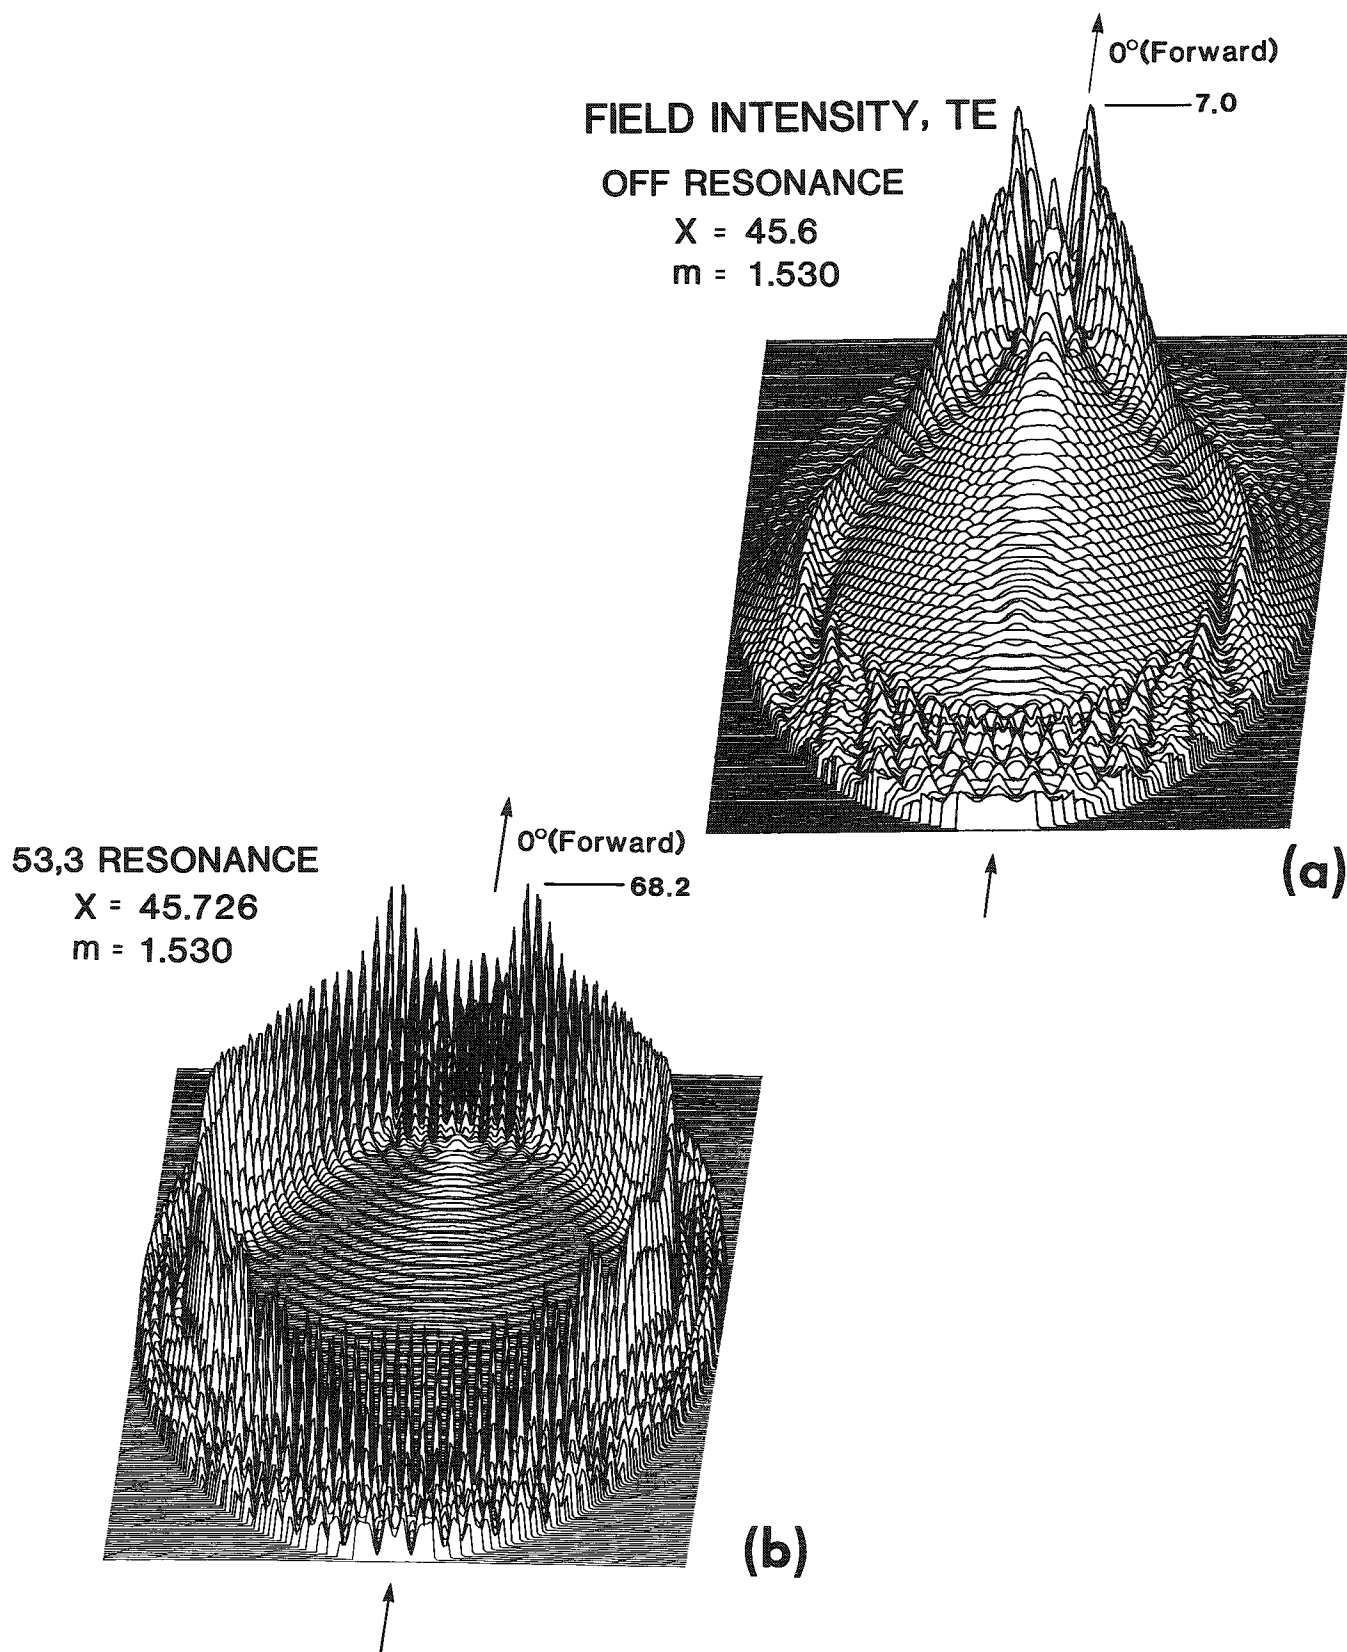 0°(Forward)
7.0
FIELD INTENSITY, TE
OFF RESONANCE
X = 45.6
m = 1.530
(a)
0°(Forward)
68.2
53,3 RESONANCE
X = 45.726
m = 1.530
(b)